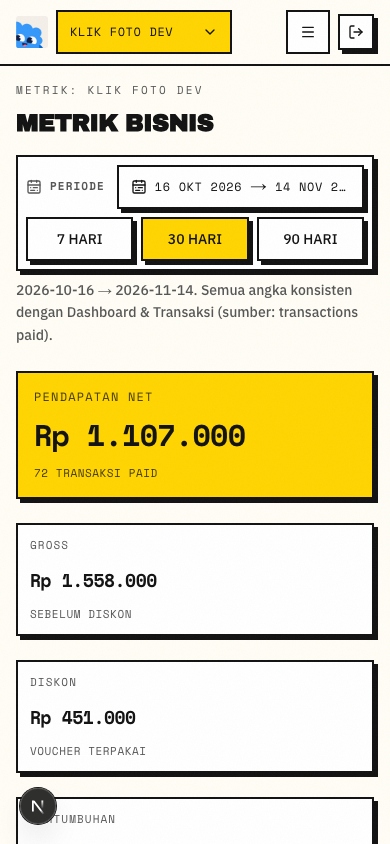 KLIK FOTO DEV
METRIK: KLIK FOTO DEV
METRIK BISNIS
PERIODE
16 OKT 2026 → 14 NOV 2…
7 HARI
30 HARI
90 HARI
2026-10-16 → 2026-11-14. Semua angka konsisten
dengan Dashboard & Transaksi (sumber: transactions
paid).
PENDAPATAN NET
Rp 1.107.000
72 TRANSAKSI PAID
GROSS
Rp 1.558.000
SEBELUM DISKON
DISKON
Rp 451.000
VOUCHER TERPAKAI
N
TUMBUHAN